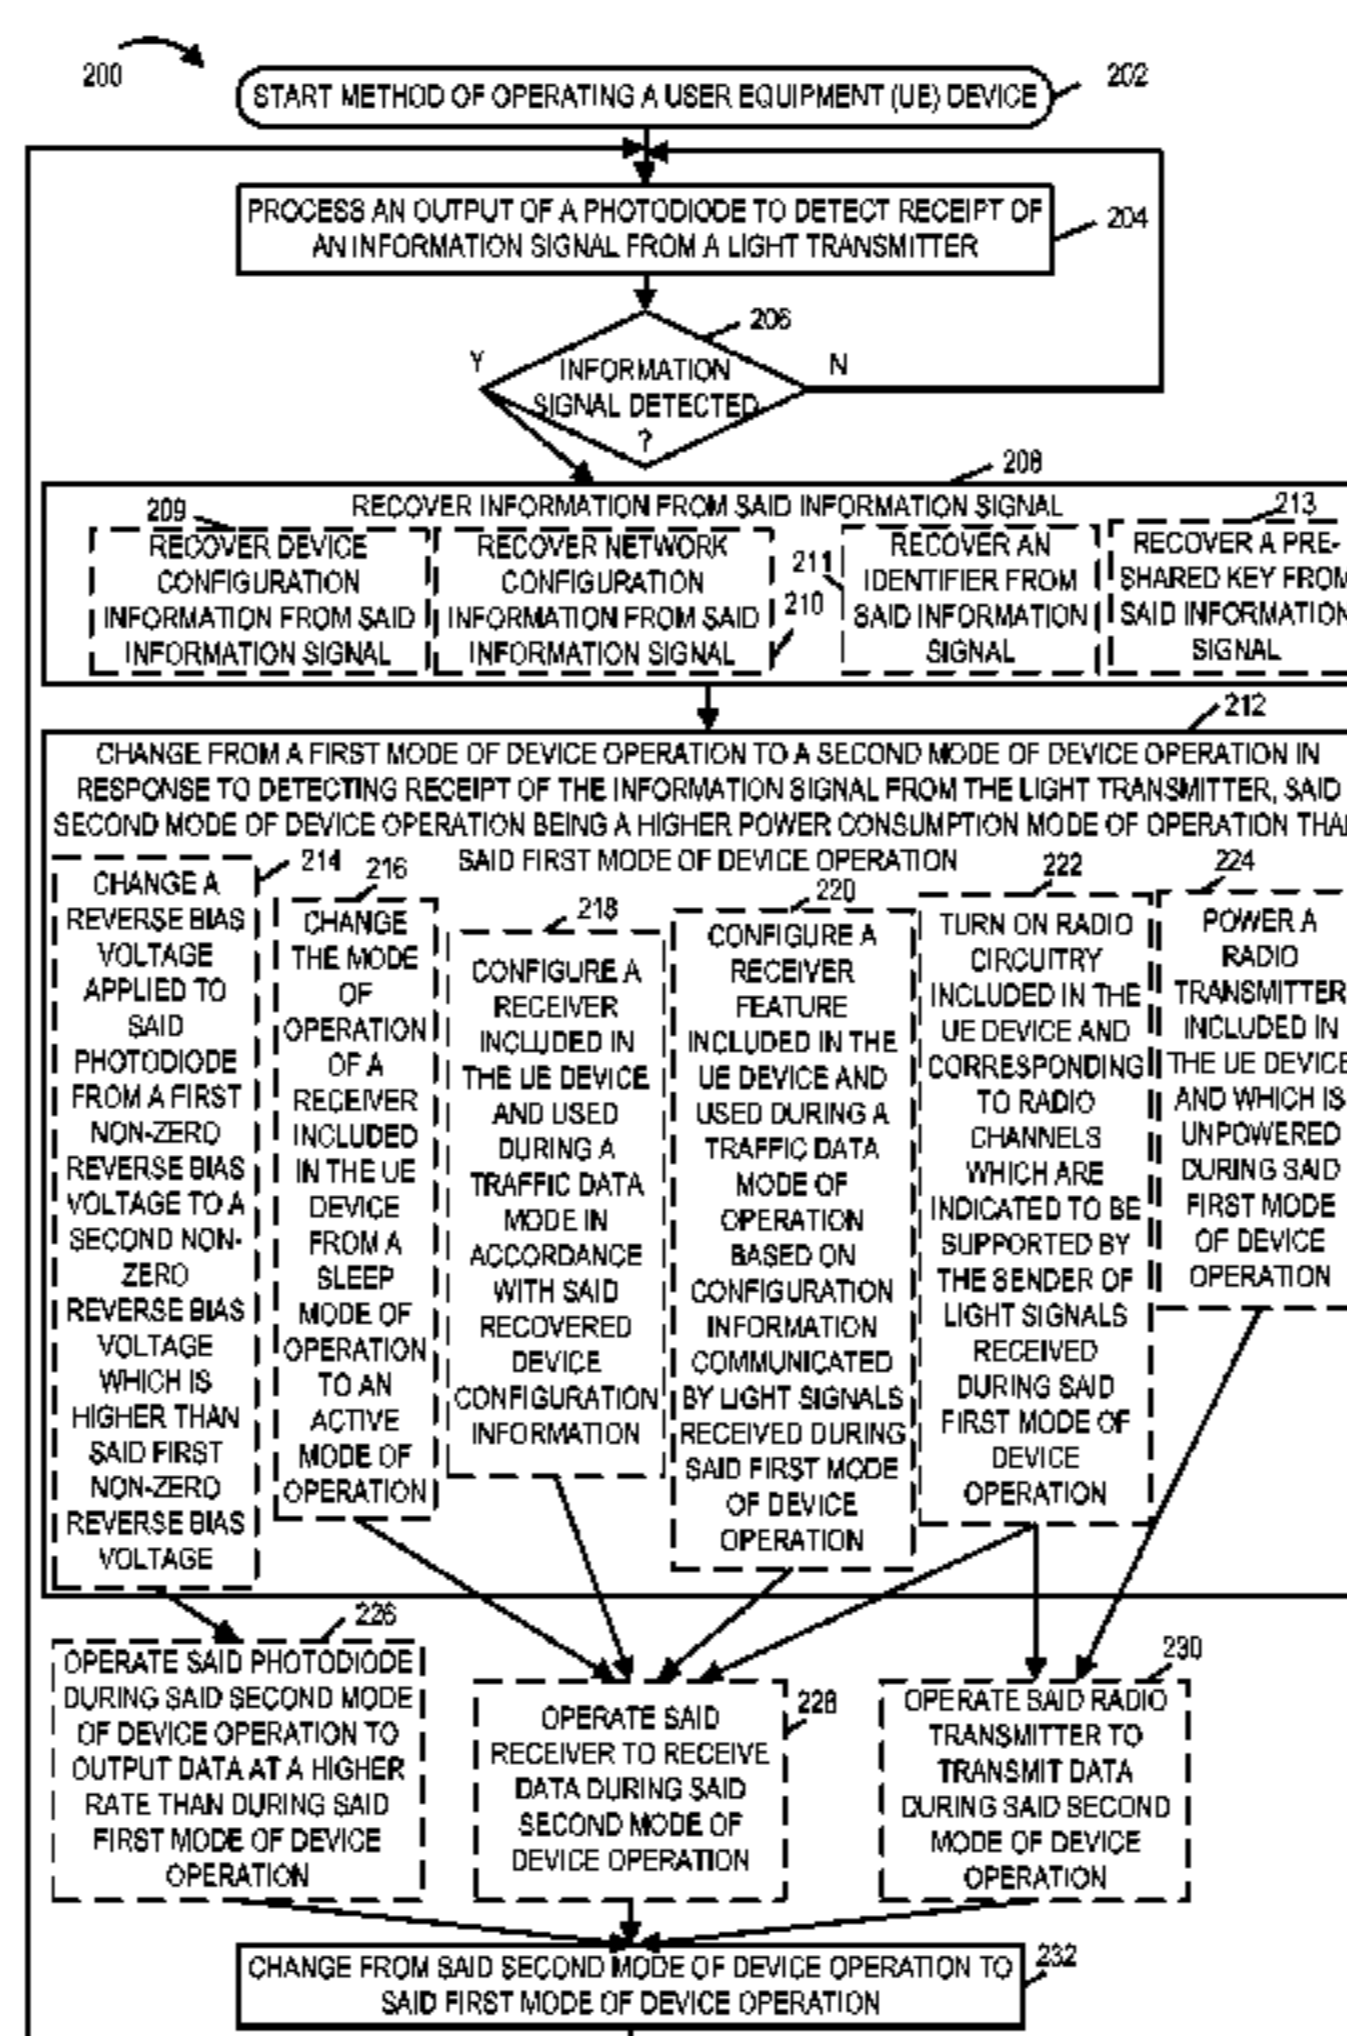 200
START METHOD OF OPERATING A USER EQUIPMENT (UE) DEVICE
202
PROCESS AN OUTPUT OF A PHOTODIODE TO DETECT RECEIPT OF
AN INFORMATION SIGNAL FROM A LIGHT TRANSMITTER
204
206
Y
INFORMATION
SIGNAL DETECTED
?
N
208
RECOVER INFORMATION FROM SAID INFORMATION SIGNAL
209
RECOVER DEVICE
CONFIGURATION
INFORMATION FROM SAID
INFORMATION SIGNAL
RECOVER NETWORK
CONFIGURATION
INFORMATION FROM SAID
INFORMATION SIGNAL
210
211
RECOVER AN
IDENTIFIER FROM
SAID INFORMATION
SIGNAL
213
RECOVER A PRE-
SHARED KEY FROM
SAID INFORMATION
SIGNAL
212
CHANGE FROM A FIRST MODE OF DEVICE OPERATION TO A SECOND MODE OF DEVICE OPERATION IN
RESPONSE TO DETECTING RECEIPT OF THE INFORMATION SIGNAL FROM THE LIGHT TRANSMITTER, SAID
SECOND MODE OF DEVICE OPERATION BEING A HIGHER POWER CONSUMPTION MODE OF OPERATION THAN
SAID FIRST MODE OF DEVICE OPERATION
214
CHANGE A
REVERSE BIAS
VOLTAGE
APPLIED TO
SAID
PHOTODIODE
FROM A FIRST
NON-ZERO
REVERSE BIAS
VOLTAGE TO A
SECOND NON-
ZERO
REVERSE BIAS
VOLTAGE
WHICH IS
HIGHER THAN
SAID FIRST
NON-ZERO
REVERSE BIAS
VOLTAGE
216
CHANGE
THE MODE
OF
OPERATION
OF A
RECEIVER
INCLUDED
IN THE UE
DEVICE
FROM A
SLEEP
MODE OF
OPERATION
TO AN
ACTIVE
MODE OF
OPERATION
218
CONFIGURE A
RECEIVER
INCLUDED IN
THE UE DEVICE
AND USED
DURING A
TRAFFIC DATA
MODE IN
ACCORDANCE
WITH SAID
RECOVERED
DEVICE
CONFIGURATION
INFORMATION
220
CONFIGURE A
RECEIVER
FEATURE
INCLUDED IN THE
UE DEVICE AND
USED DURING A
TRAFFIC DATA
MODE OF
OPERATION
BASED ON
CONFIGURATION
INFORMATION
COMMUNICATED
BY LIGHT SIGNALS
RECEIVED DURING
SAID FIRST MODE
OF DEVICE
OPERATION
222
TURN ON RADIO
CIRCUITRY
INCLUDED IN THE
UE DEVICE AND
CORRESPONDING
TO RADIO
CHANNELS
WHICH ARE
INDICATED TO BE
SUPPORTED BY
THE SENDER OF
LIGHT SIGNALS
RECEIVED
DURING SAID
FIRST MODE OF
DEVICE
OPERATION
224
POWER A
RADIO
TRANSMITTER
INCLUDED IN
THE UE DEVICE
AND WHICH IS
UNPOWERED
DURING SAID
FIRST MODE
OF DEVICE
OPERATION
226
OPERATE SAID PHOTODIODE
DURING SAID SECOND MODE
OF DEVICE OPERATION TO
OUTPUT DATA AT A HIGHER
RATE THAN DURING SAID
FIRST MODE OF DEVICE
OPERATION
228
OPERATE SAID
RECEIVER TO RECEIVE
DATA DURING SAID
SECOND MODE OF
DEVICE OPERATION
230
OPERATE SAID RADIO
TRANSMITTER TO
TRANSMIT DATA
DURING SAID SECOND
MODE OF DEVICE
OPERATION
232
CHANGE FROM SAID SECOND MODE OF DEVICE OPERATION TO
SAID FIRST MODE OF DEVICE OPERATION